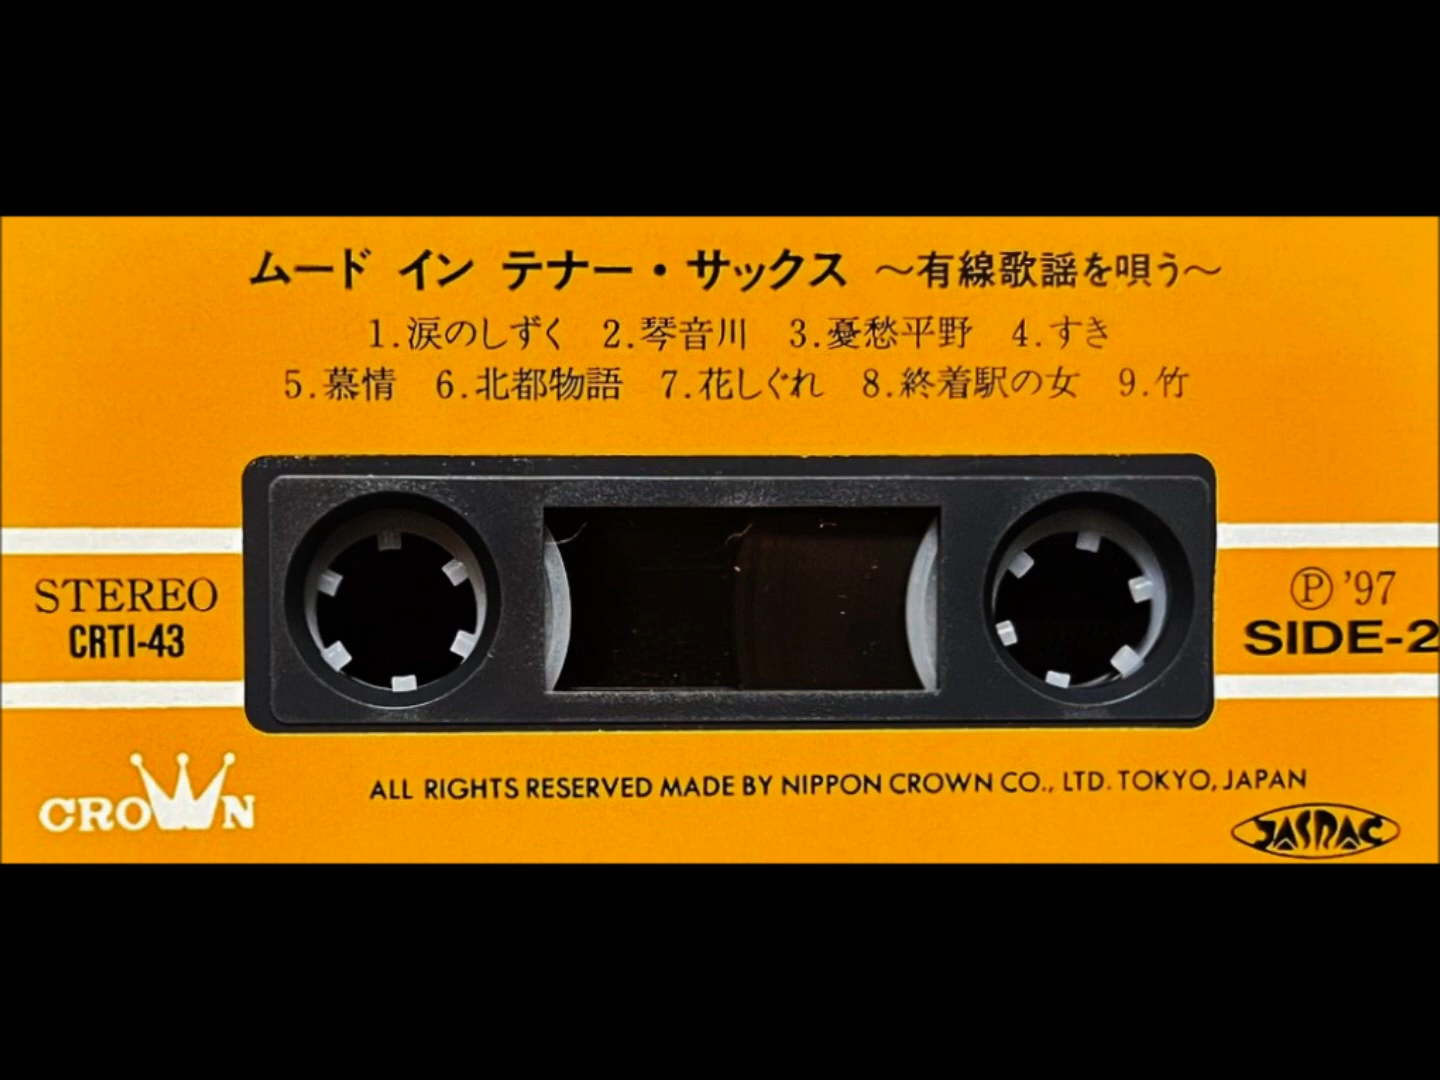 ムード イン テナー・サックス ～有線歌謡を唄う～
1.涙のしずく 2.琴音川 3.憂愁平野 4.すき
5.慕情 6.北都物語 7.花しぐれ 8.終着駅の女 9.竹
STEREO
CRTI-43
Ⓟ'97
SIDE-2
CROWN
ALL RIGHTS RESERVED MADE BY NIPPON CROWN CO., LTD. TOKYO, JAPAN
JASRAC